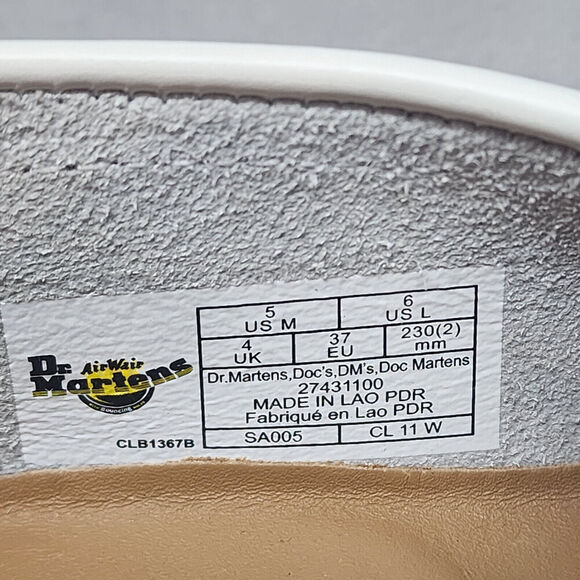 5 US M
6 US L
4 UK
37 EU
230(2) mm
Dr.Martens,Doc's,DM's,Doc Martens
27431100
MADE IN LAO PDR
Fabriqué en Lao PDR
SA005
CL 11 W
Dr. Martens
AirWair
BOUNCING
CLB1367B